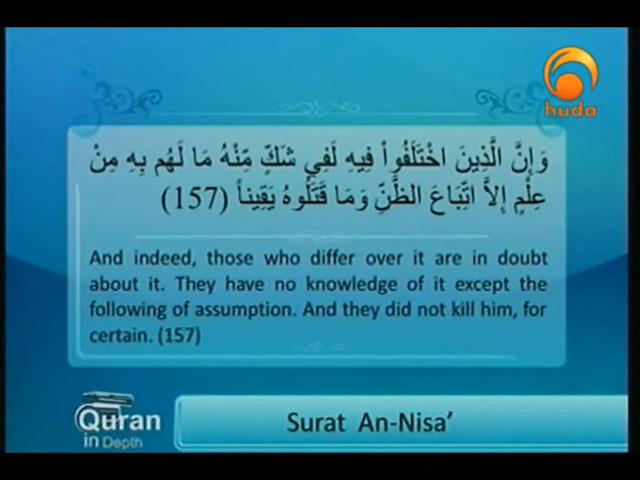 huda
وَإِنَّ الَّذِينَ اخْتَلَفُواْ فِيهِ لَفِي شَكٍّ مِّنْهُ مَا لَهُم بِهِ مِنْ
عِلْمٍ إِلاَّ اتِّبَاعَ الظَّنِّ وَمَا قَتَلُوهُ يَقِيناً (157)
And indeed, those who differ over it are in doubt
about it. They have no knowledge of it except the
following of assumption. And they did not kill him, for
certain. (157)
Quran
in Depth
Surat An-Nisa’